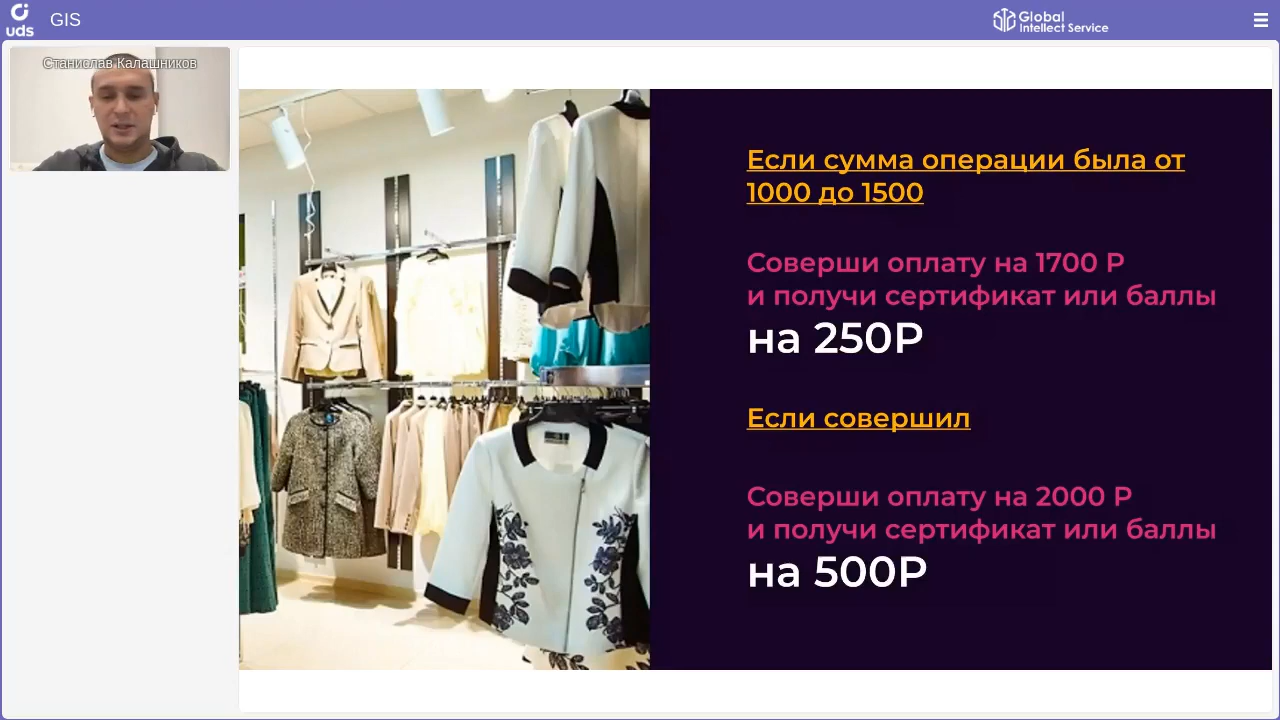 uds
GIS
Global
Intellect Service
Станислав Калашников
Если сумма операции была от
1000 до 1500
Соверши оплату на 1700 Р
и получи сертификат или баллы
на 250Р
Если совершил
Соверши оплату на 2000 Р
и получи сертификат или баллы
на 500Р